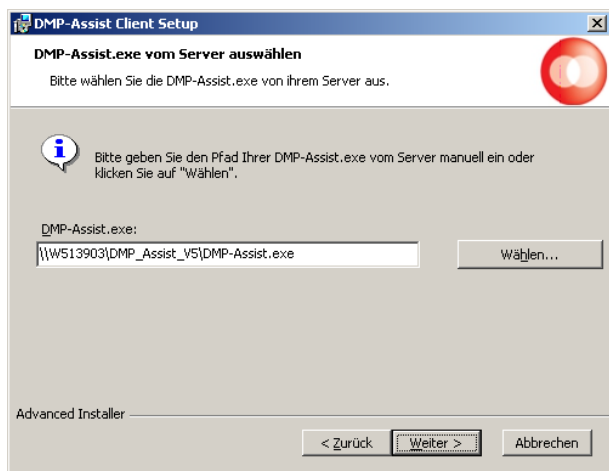 DMP-Assist Client Setup
DMP-Assist.exe vom Server auswählen
Bitte wählen Sie die DMP-Assist.exe von ihrem Server aus.
Bitte geben Sie den Pfad Ihrer DMP-Assist.exe vom Server manuell ein oder
klicken Sie auf "Wählen".
DMP-Assist.exe:
\\W513903\DMP_Assist_V5\DMP-Assist.exe
Wählen...
Advanced Installer
< Zurück
Weiter >
Abbrechen